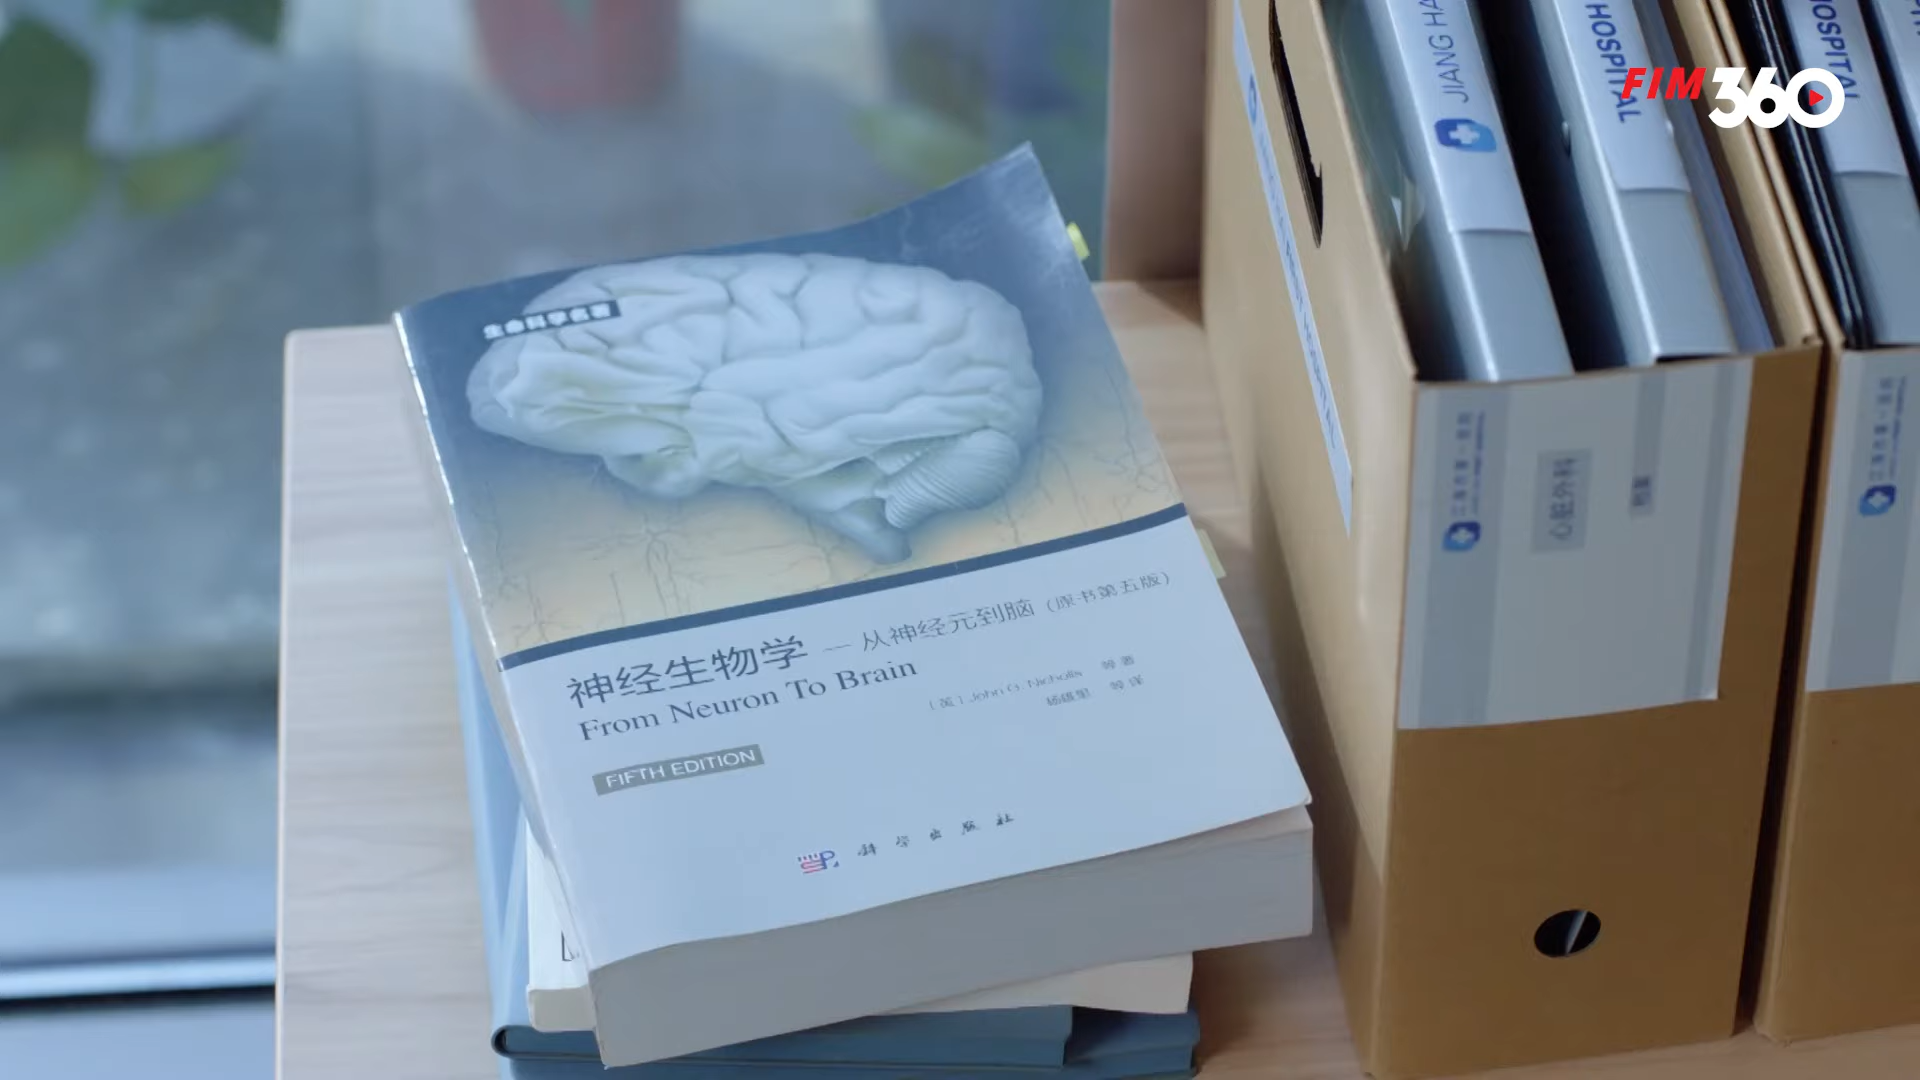 FIM360
生命科学名著
神经生物学 — 从神经元到脑 (原书第五版)
From Neuron To Brain
[英] John G. Nicholls 等 著
杨雄里 等 译
FIFTH EDITION
科学出版社
JIANG HA
HOSPITAL
HOSPITAL
心脏外科